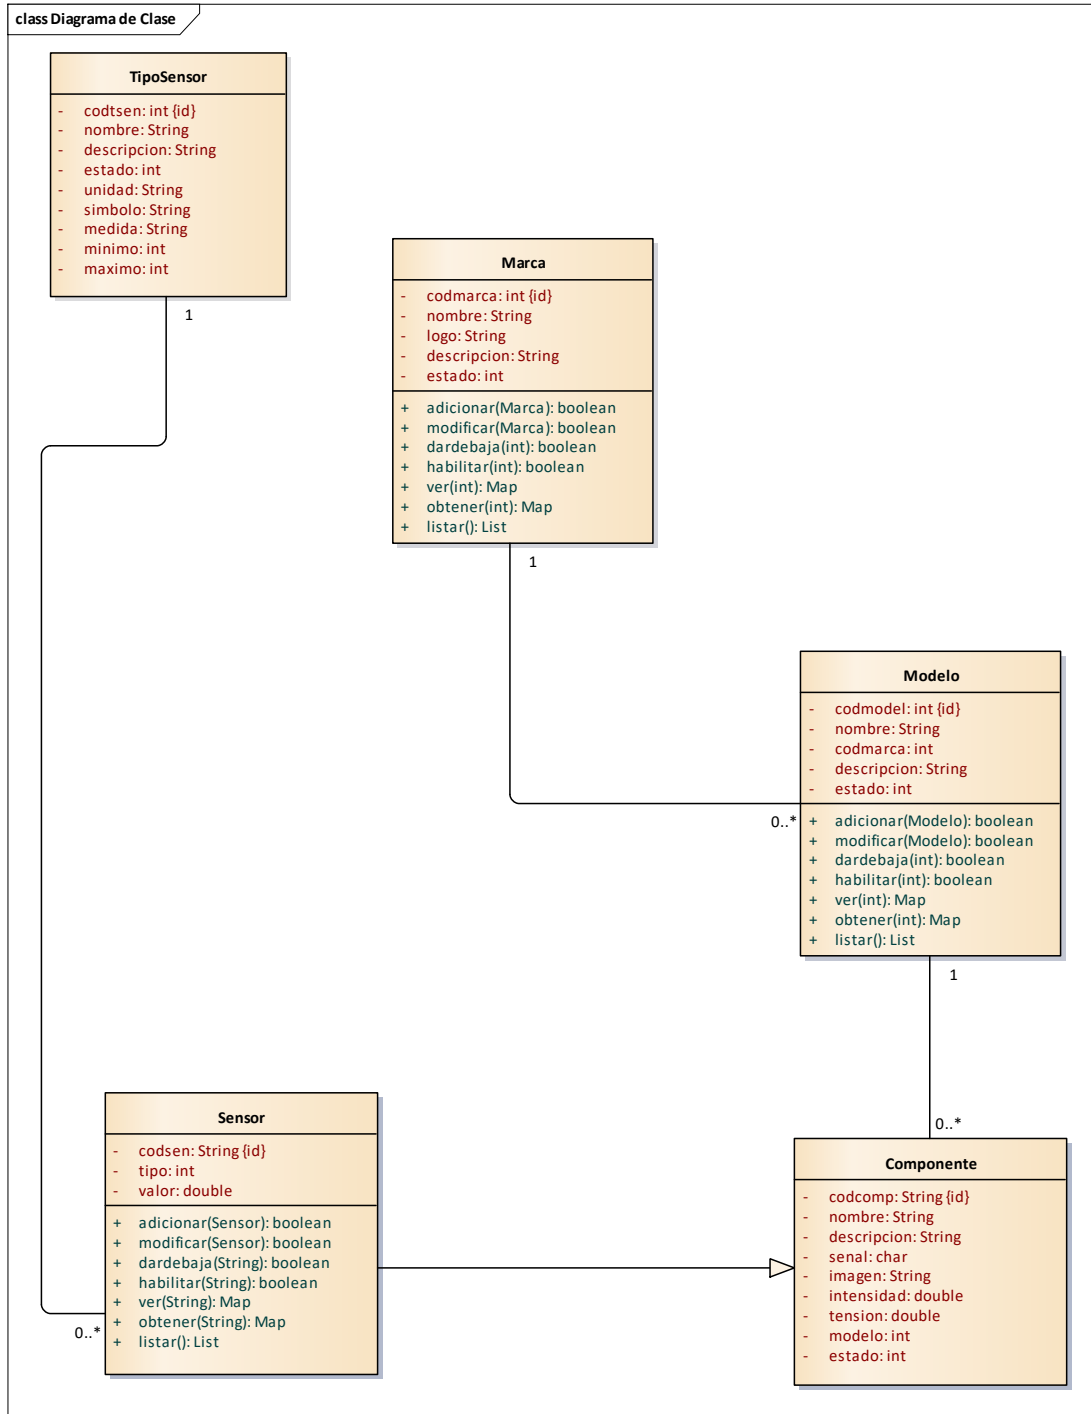 class Diagrama de Clase
TipoSensor
- codtsen: int {id}
- nombre: String
- descripcion: String
- estado: int
- unidad: String
- simbolo: String
- medida: String
- minimo: int
- maximo: int
1
Marca
- codmarca: int {id}
- nombre: String
- logo: String
- descripcion: String
- estado: int
+ adicionar(Marca): boolean
+ modificar(Marca): boolean
+ dardebaja(int): boolean
+ habilitar(int): boolean
+ ver(int): Map
+ obtener(int): Map
+ listar(): List
1
Modelo
- codmodel: int {id}
- nombre: String
- codmarca: int
- descripcion: String
- estado: int
+ adicionar(Modelo): boolean
+ modificar(Modelo): boolean
+ dardebaja(int): boolean
+ habilitar(int): boolean
+ ver(int): Map
+ obtener(int): Map
+ listar(): List
0..*
1
Sensor
- codsen: String {id}
- tipo: int
- valor: double
+ adicionar(Sensor): boolean
+ modificar(Sensor): boolean
+ dardebaja(String): boolean
+ habilitar(String): boolean
+ ver(String): Map
+ obtener(String): Map
+ listar(): List
0..*
0..*
Componente
- codcomp: String {id}
- nombre: String
- descripcion: String
- senal: char
- imagen: String
- intensidad: double
- tension: double
- modelo: int
- estado: int